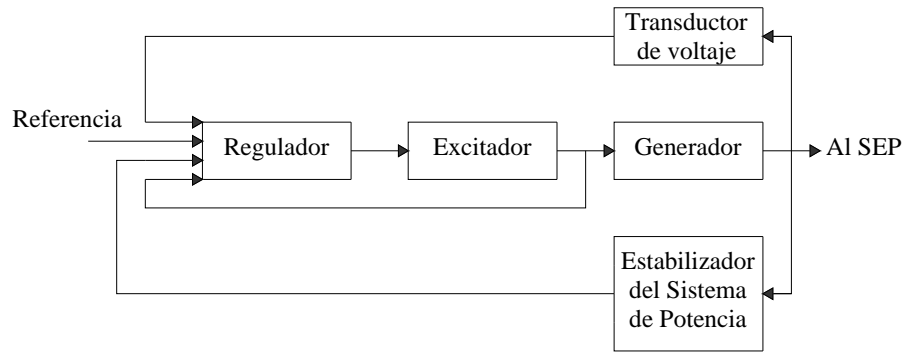 Transductor
de voltaje
Referencia
Regulador
Excitador
Generador
Al SEP
Estabilizador
del Sistema
de Potencia